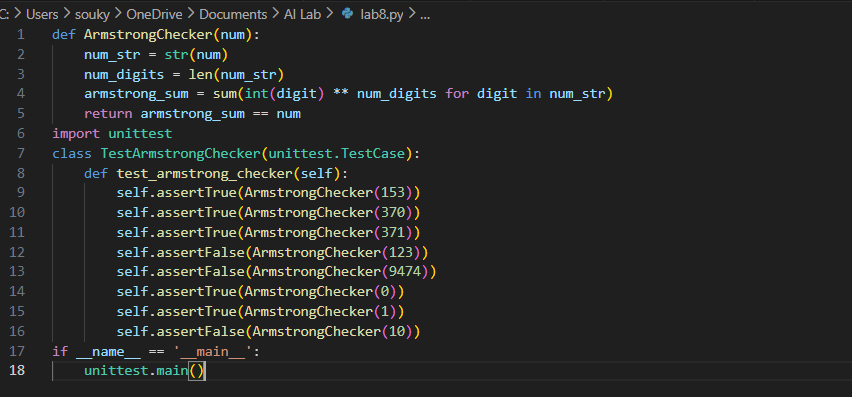 C: > Users > souky > OneDrive > Documents > AI Lab > lab8.py > ...
1 def ArmstrongChecker(num):
2     num_str = str(num)
3     num_digits = len(num_str)
4     armstrong_sum = sum(int(digit) ** num_digits for digit in num_str)
5     return armstrong_sum == num
6 import unittest
7 class TestArmstrongChecker(unittest.TestCase):
8     def test_armstrong_checker(self):
9         self.assertTrue(ArmstrongChecker(153))
10         self.assertTrue(ArmstrongChecker(370))
11         self.assertTrue(ArmstrongChecker(371))
12         self.assertFalse(ArmstrongChecker(123))
13         self.assertFalse(ArmstrongChecker(9474))
14         self.assertTrue(ArmstrongChecker(0))
15         self.assertTrue(ArmstrongChecker(1))
16         self.assertFalse(ArmstrongChecker(10))
17 if __name__ == '__main__':
18     unittest.main()